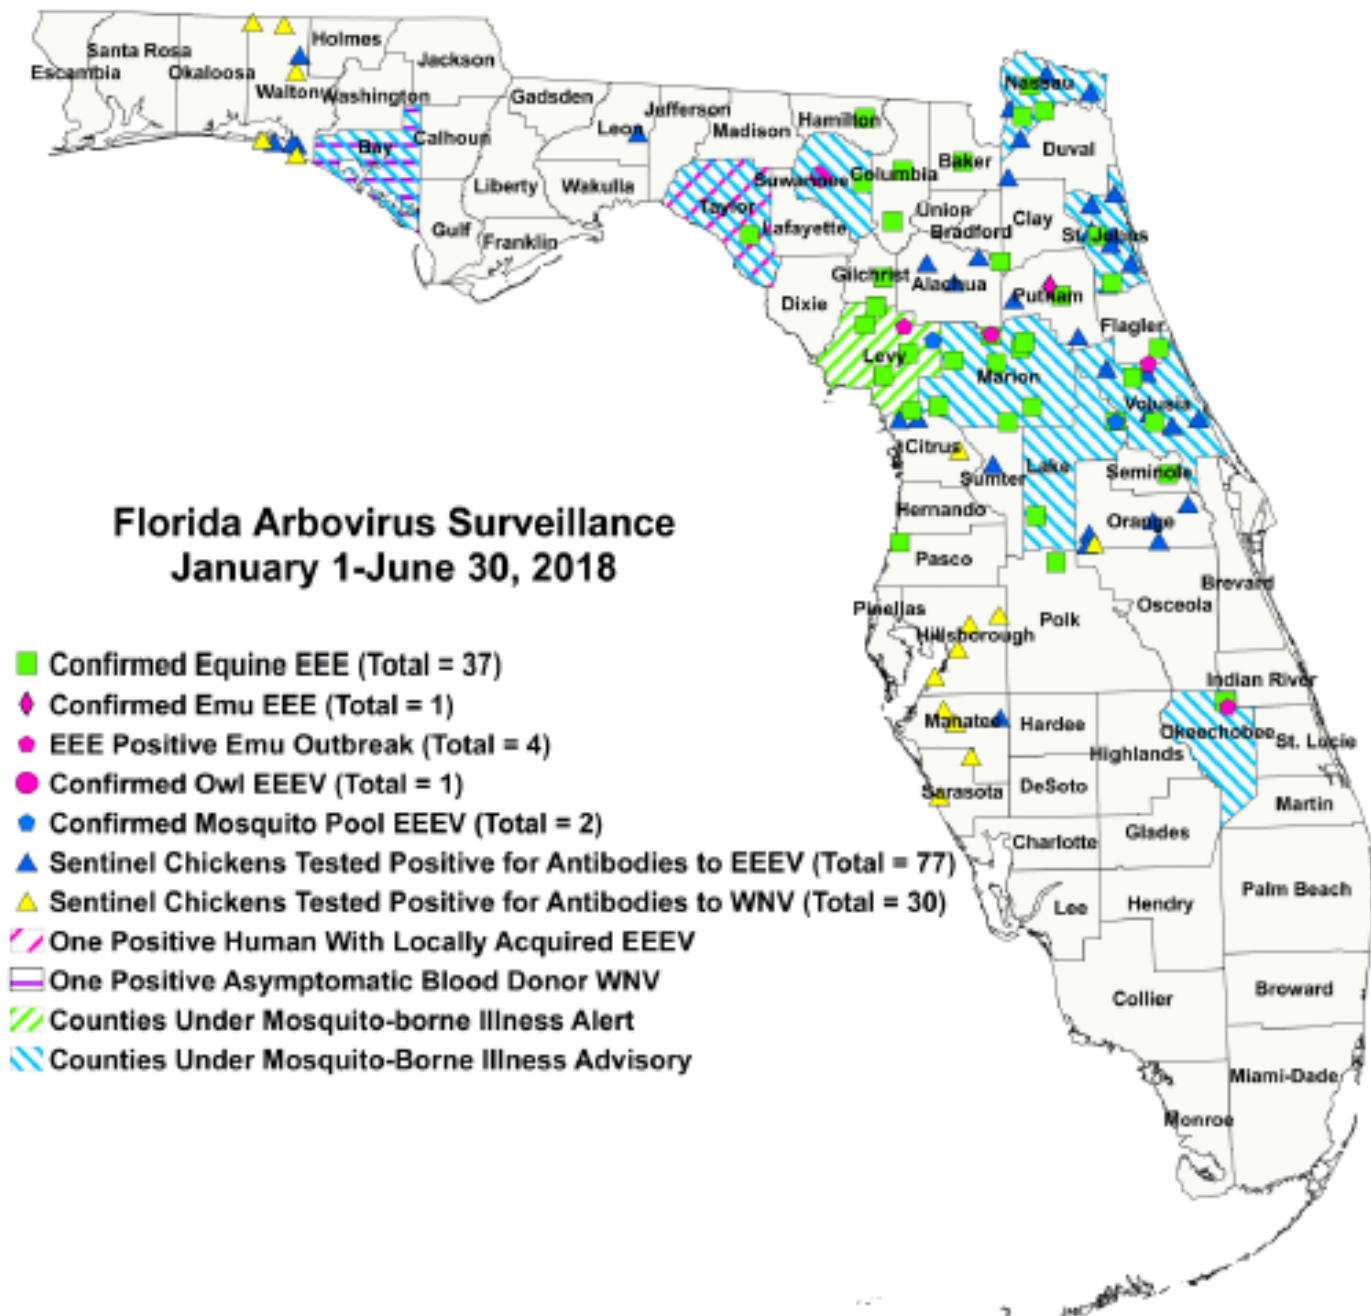 Holmes
Santa Rosa
Jackson
Escambia
Okaloosa
Walton
Washington
Gadsden
Jefferson
Leon
Madison
Hamilton
Nassau
Calhoun
Bay
Duval
Baker
Columbia
Suwannee
Liberty
Wakulla
Taylor
Union
Clay
Lafayette
Bradford
St. Johns
Gulf
Franklin
Gilchrist
Alachua
Putnam
Dixie
Flagler
Levy
Marion
Volusia
Citrus
Lake
Seminole
Sumter
Hernando
Orange
Pasco
Brevard
Osceola
Pinellas
Polk
Hillsborough
Indian River
Manatee
Hardee
Okeechobee
St. Lucie
Highlands
DeSoto
Sarasota
Martin
Glades
Charlotte
Palm Beach
Lee
Hendry
Broward
Collier
Miami-Dade
Monroe
Florida Arbovirus Surveillance
January 1-June 30, 2018
Confirmed Equine EEE (Total = 37)
Confirmed Emu EEE (Total = 1)
EEE Positive Emu Outbreak (Total = 4)
Confirmed Owl EEEV (Total = 1)
Confirmed Mosquito Pool EEEV (Total = 2)
Sentinel Chickens Tested Positive for Antibodies to EEEV (Total = 77)
Sentinel Chickens Tested Positive for Antibodies to WNV (Total = 30)
One Positive Human With Locally Acquired EEEV
One Positive Asymptomatic Blood Donor WNV
Counties Under Mosquito-borne Illness Alert
Counties Under Mosquito-Borne Illness Advisory